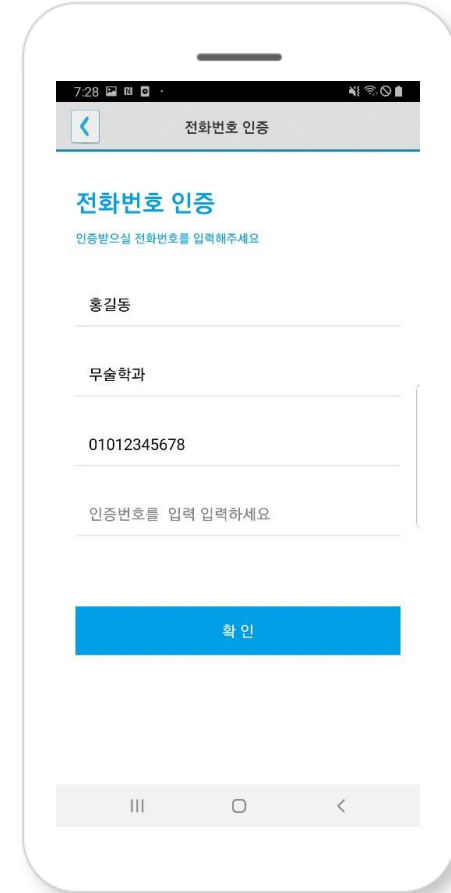 7:28
전화번호 인증
전화번호 인증
인증받으실 전화번호를 입력해주세요
홍길동
무술학과
01012345678
인증번호를 입력 입력하세요
확 인